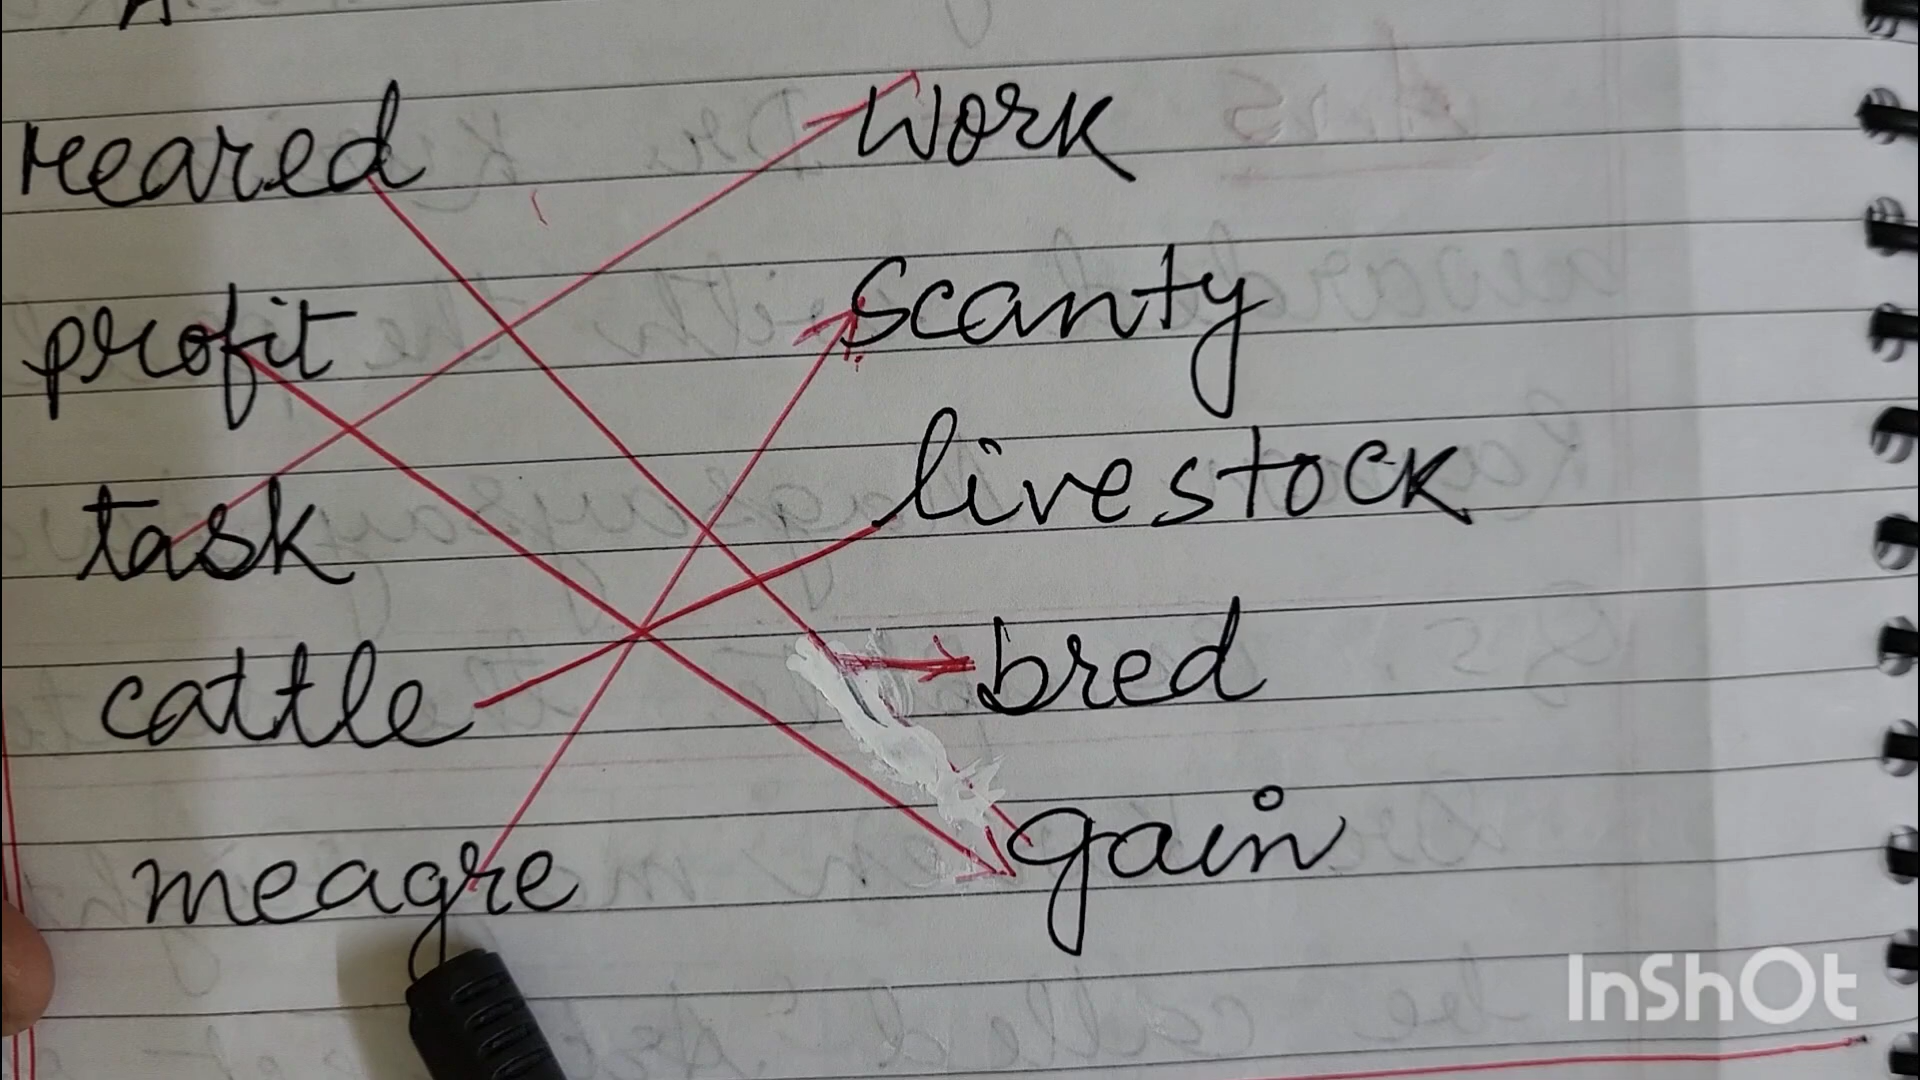 reared work
profit scanty
task livestock
cattle bred
meagre gain
InShOt